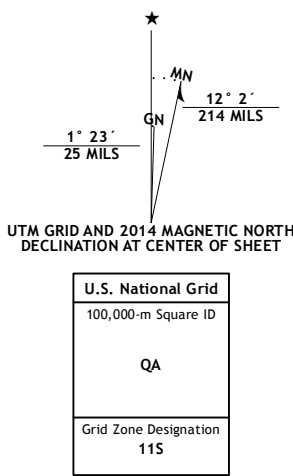 ★
MN
GN
12° 2´
214 MILS
1° 23´
25 MILS
UTM GRID AND 2014 MAGNETIC NORTH
DECLINATION AT CENTER OF SHEET
U.S. National Grid
100,000-m Square ID
QA
Grid Zone Designation
11S